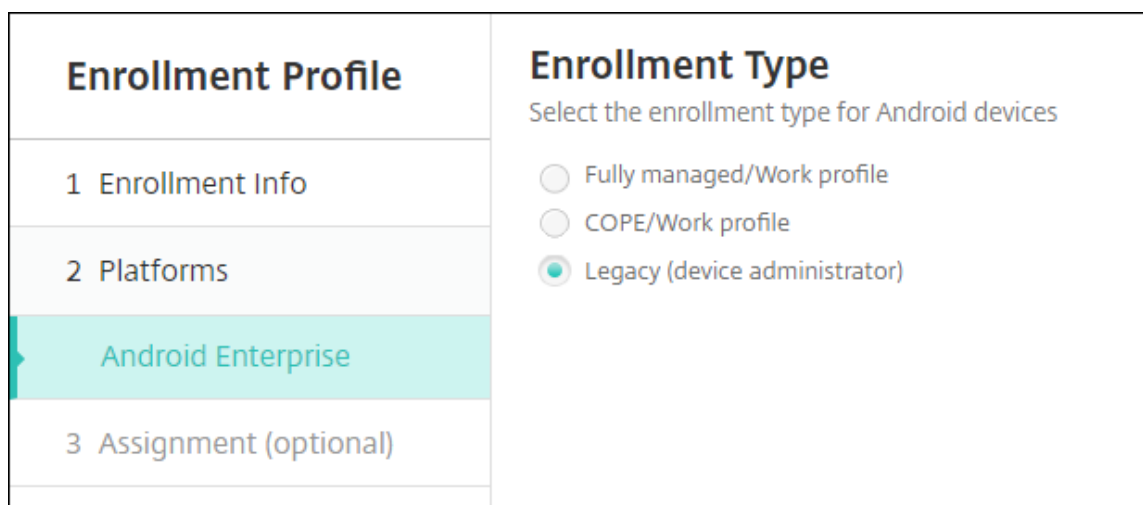 Enrollment Profile
1 Enrollment Info
2 Platforms
Android Enterprise
3 Assignment (optional)
Enrollment Type
Select the enrollment type for Android devices
Fully managed/Work profile
COPE/Work profile
Legacy (device administrator)